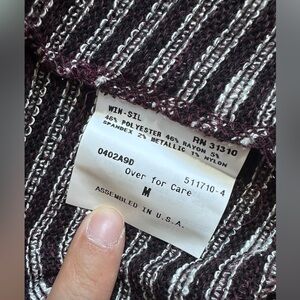 WIN-SIL RN 31310
46% POLYESTER 46% RAYON 5%
SPANDEX 2% METALLIC 1% NYLON
0402A9D 511710-4
Over for Care
M
ASSEMBLED IN U.S.A.